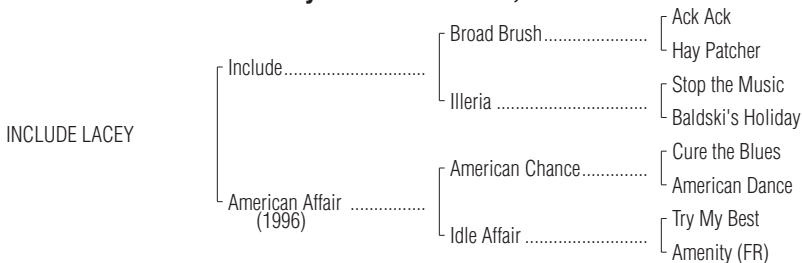 Ack Ack
Broad Brush
Hay Patcher
Include
Stop the Music
Illeria
Baldski's Holiday
INCLUDE LACEY
Cure the Blues
American Chance
American Dance
American Affair
(1996)
Try My Best
Idle Affair
Amenity (FR)